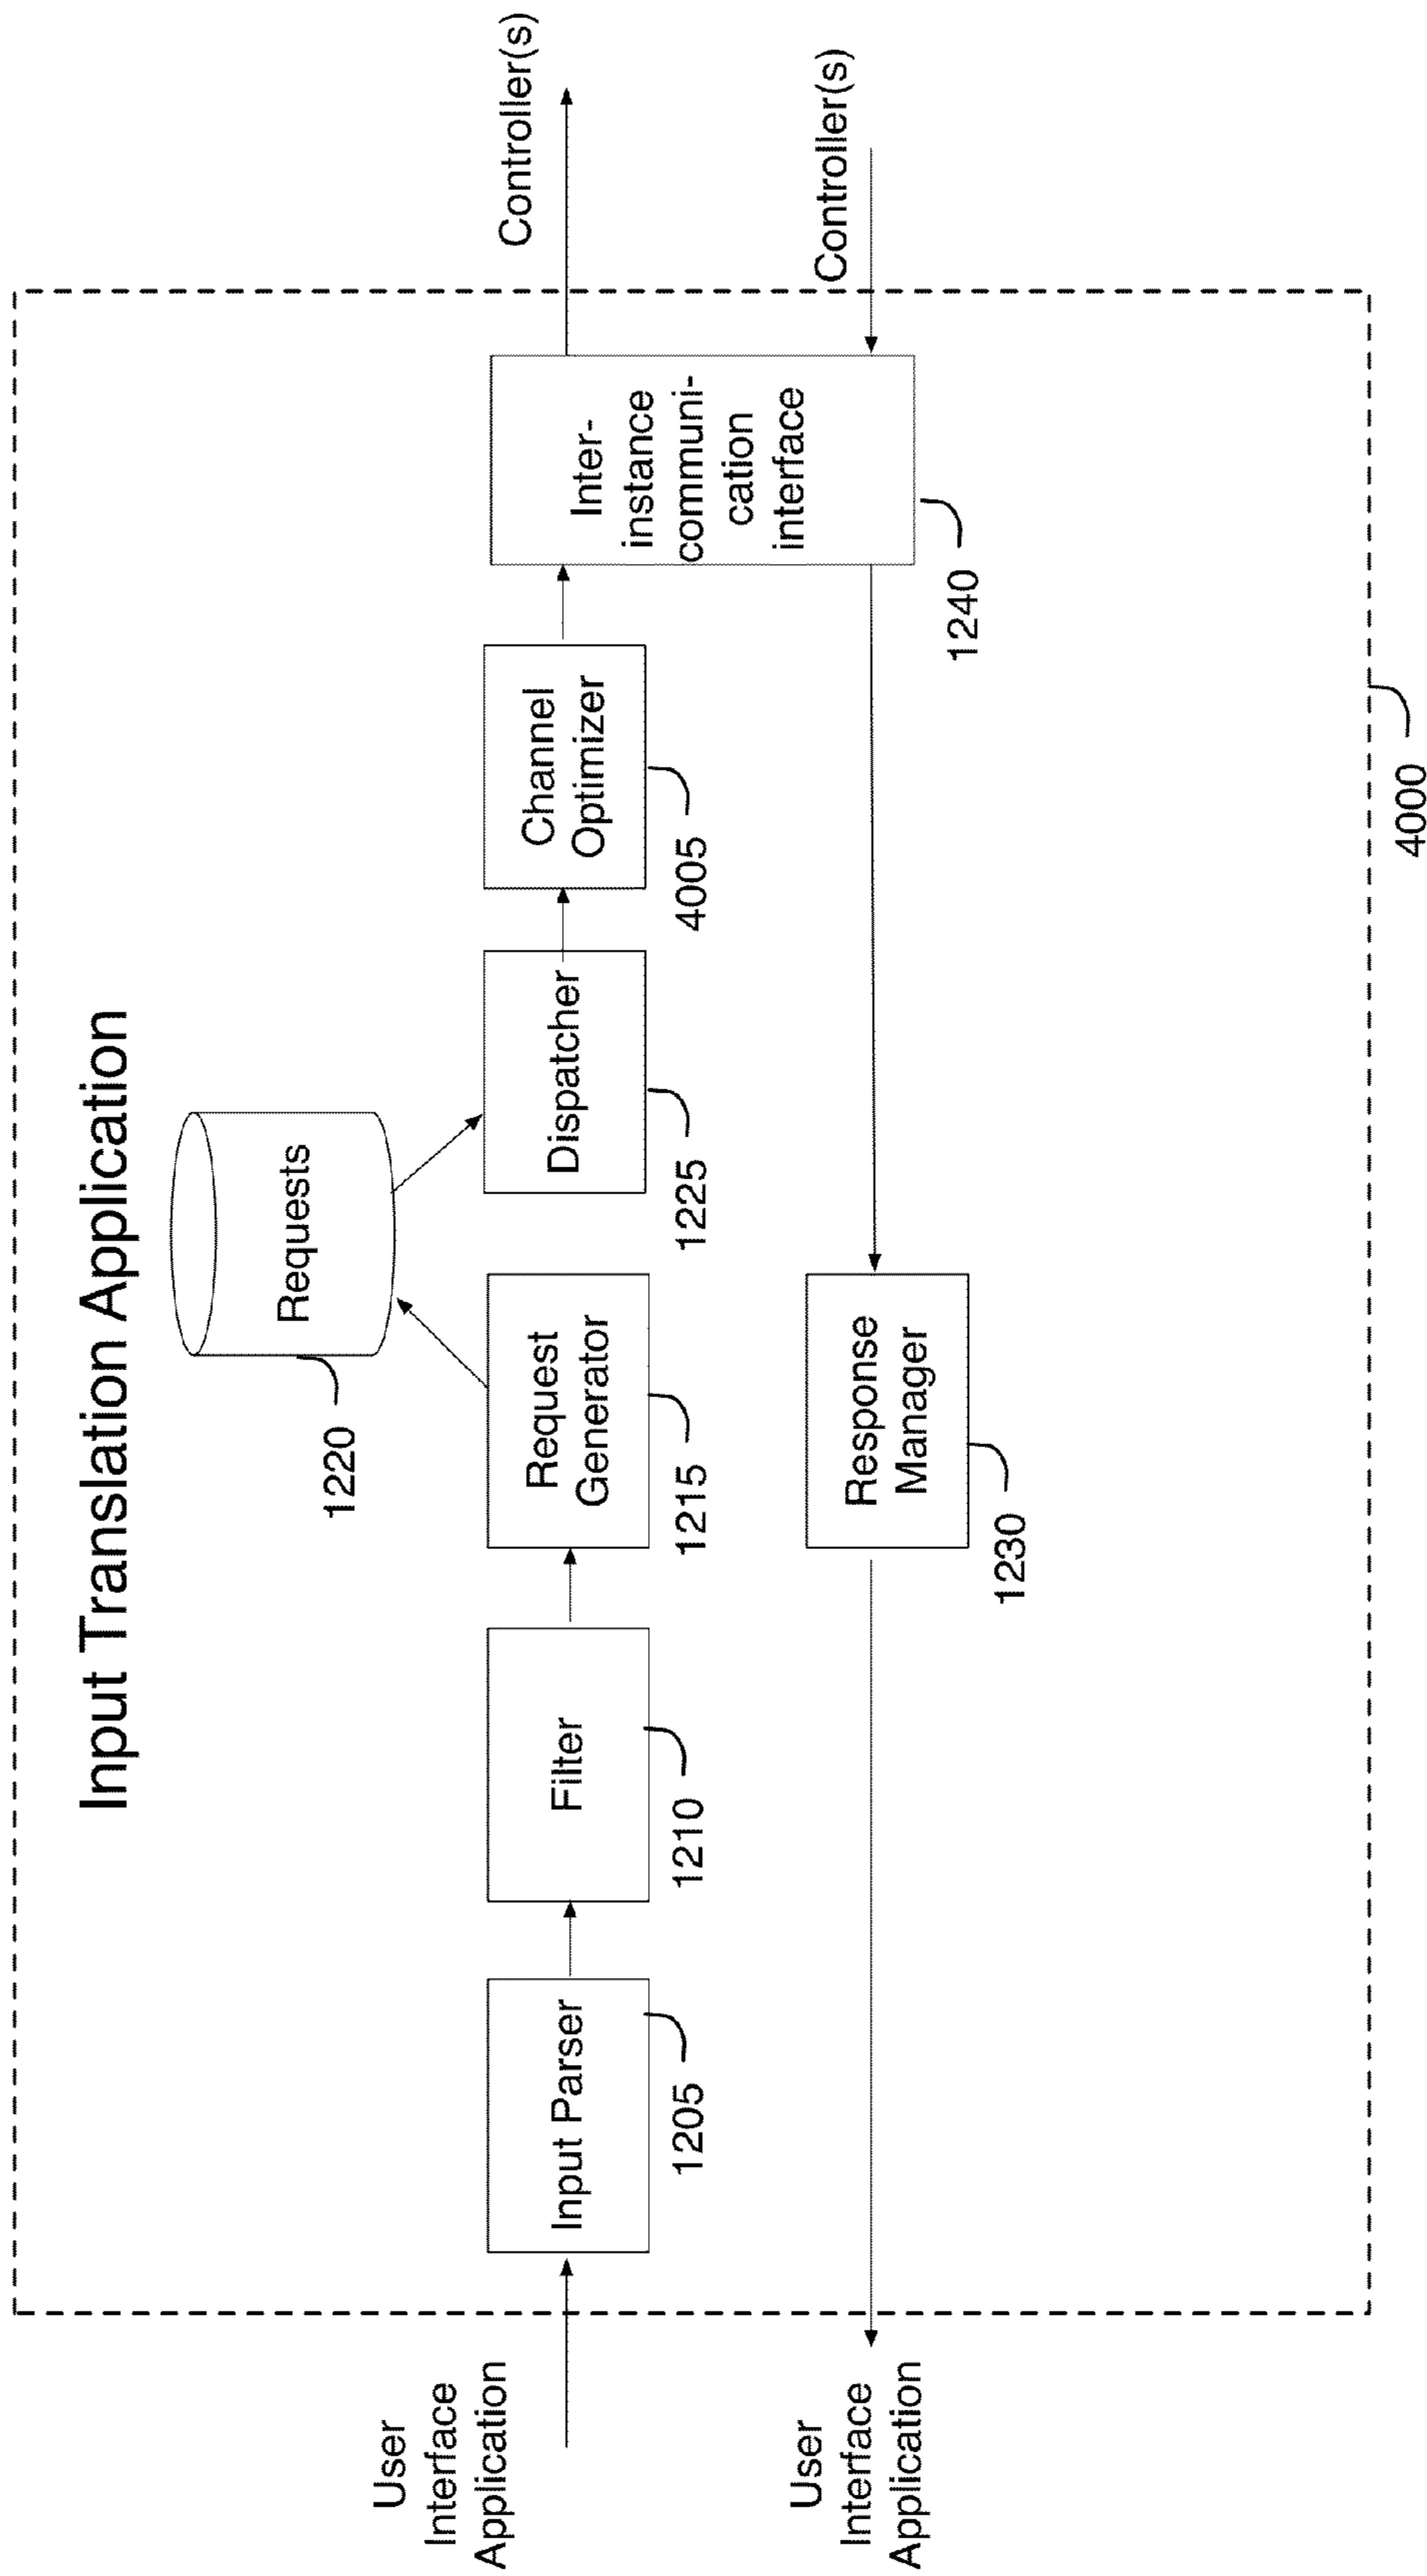 Input Translation Application
Requests
1220
User
Interface
Application
Input Parser
1205
Filter
1210
Request
Generator
1215
Dispatcher
1225
Channel
Optimizer
4005
Inter-
instance
communi-
cation
interface
1240
Controller(s)
Controller(s)
Response
Manager
1230
User
Interface
Application
4000